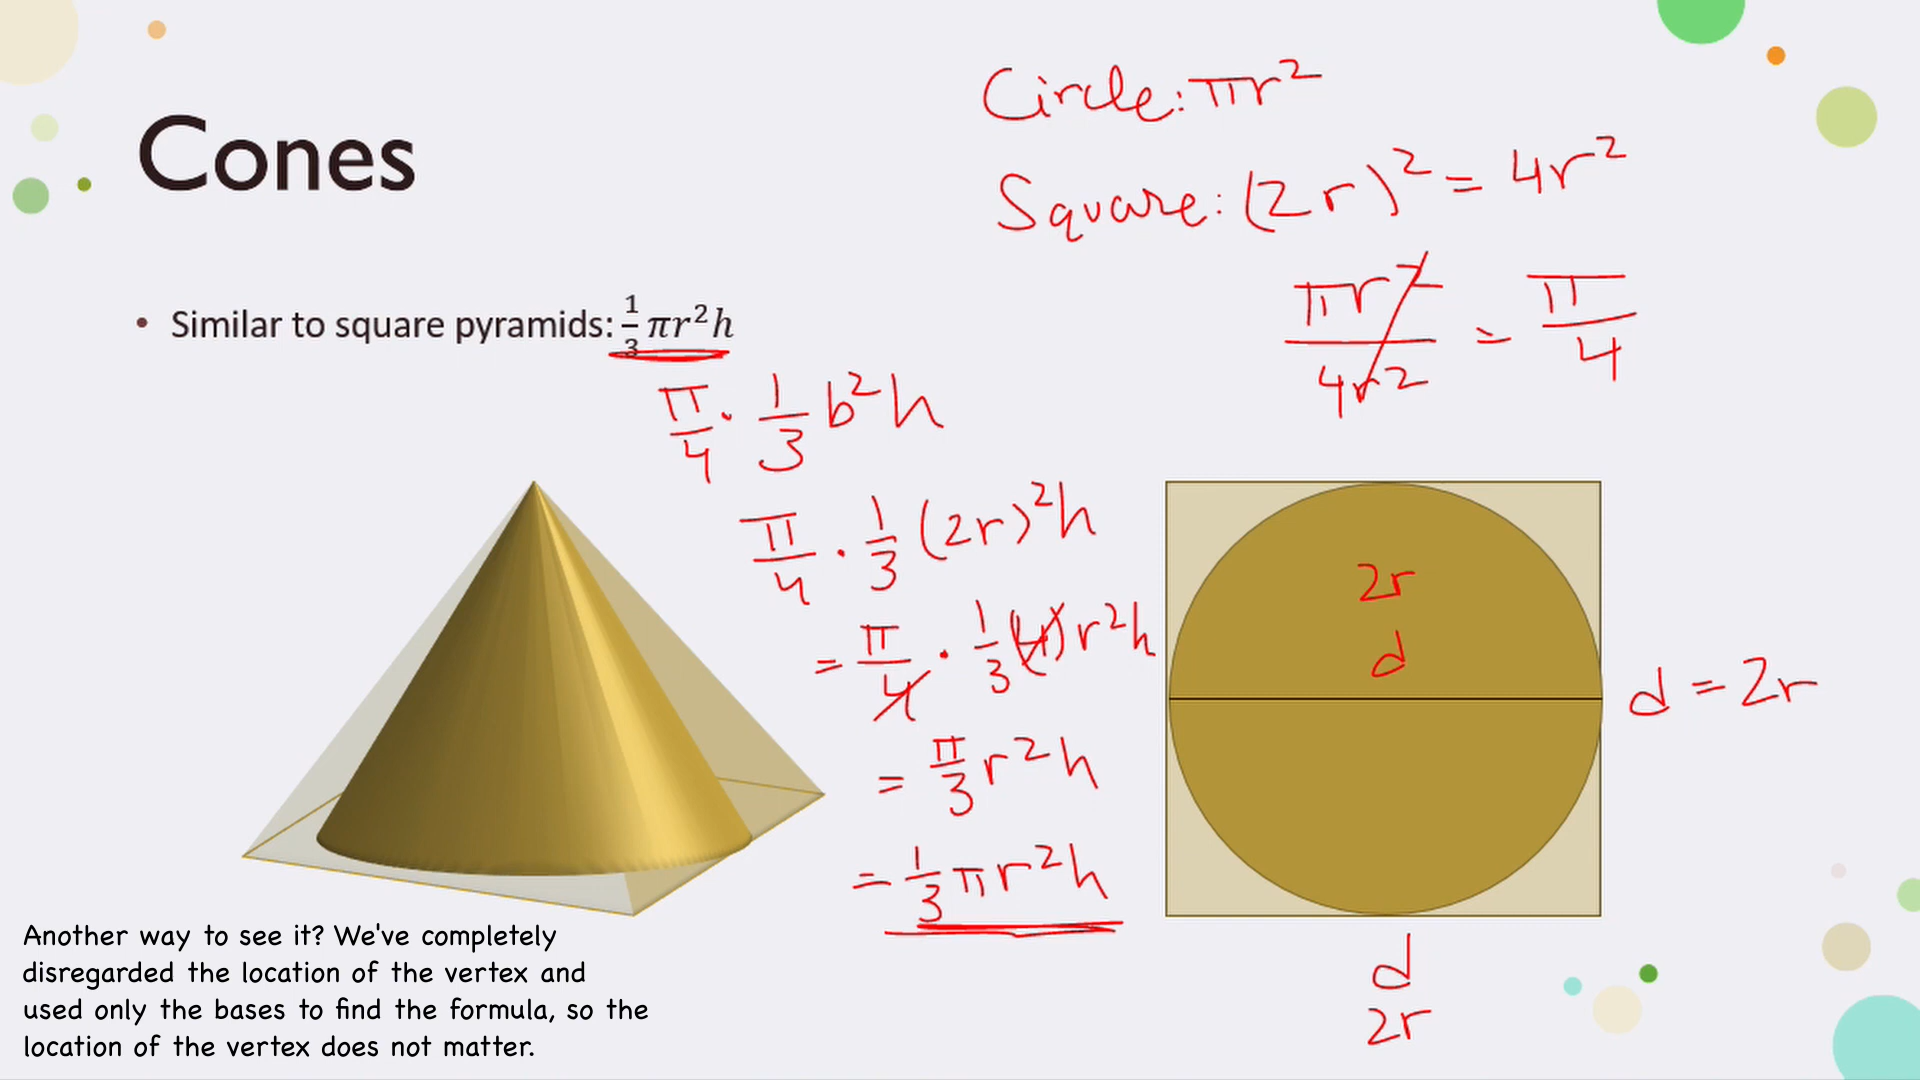 Cones
• Similar to square pyramids: 1/3 πr²h
Circle: πr²
Square: (2r)² = 4r²
πr²/4r² = π/4
π/4 · 1/3 b²h
π/4 · 1/3 (2r)²h
= π/4 · 1/3 (4) r²h
= π/3 r²h
= 1/3 πr²h
2r
d
d = 2r
d
2r
Another way to see it? We've completely
disregarded the location of the vertex and
used only the bases to find the formula, so the
location of the vertex does not matter.